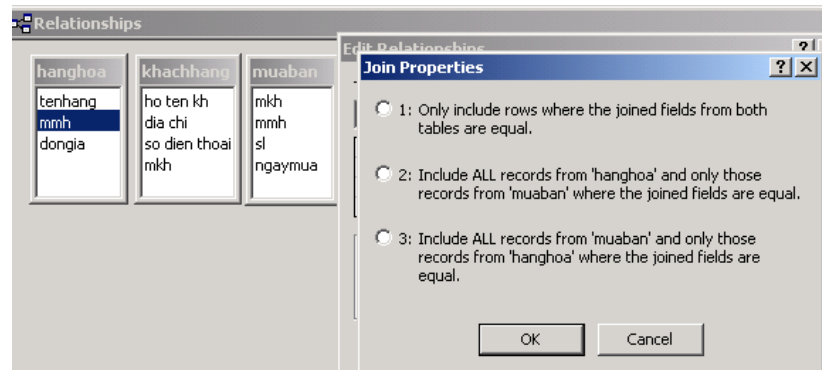 Relationships
hanghoa
tenhang
mmh
dongia
khachhang
ho ten kh
dia chi
so dien thoai
mkh
muaban
mkh
mmh
sl
ngaymua
Edit Relationships
Join Properties
1: Only include rows where the joined fields from both
tables are equal.
2: Include ALL records from 'hanghoa' and only those
records from 'muaban' where the joined fields are equal.
3: Include ALL records from 'muaban' and only those
records from 'hanghoa' where the joined fields are
equal.
OK
Cancel